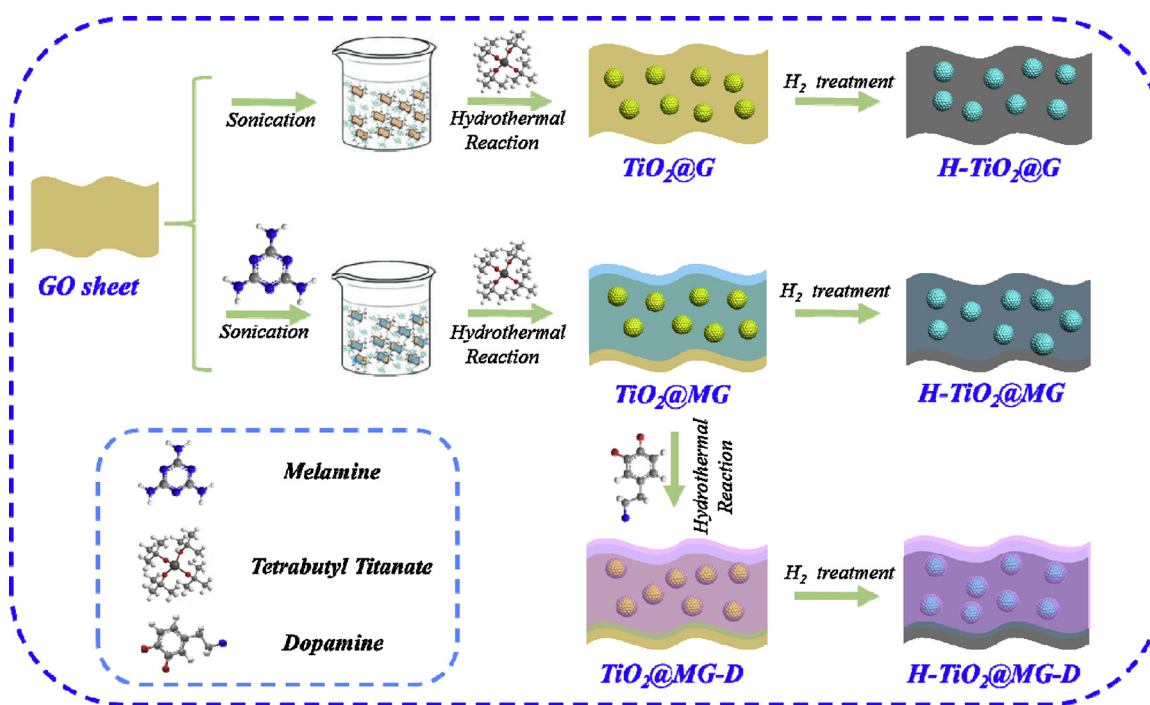 Sonication
Hydrothermal
Reaction
TiO₂@G
H₂ treatment
H-TiO₂@G
GO sheet
Sonication
Hydrothermal
Reaction
TiO₂@MG
H₂ treatment
H-TiO₂@MG
Hydrothermal
Reaction
Melamine
Tetrabutyl Titanate
Dopamine
TiO₂@MG-D
H₂ treatment
H-TiO₂@MG-D